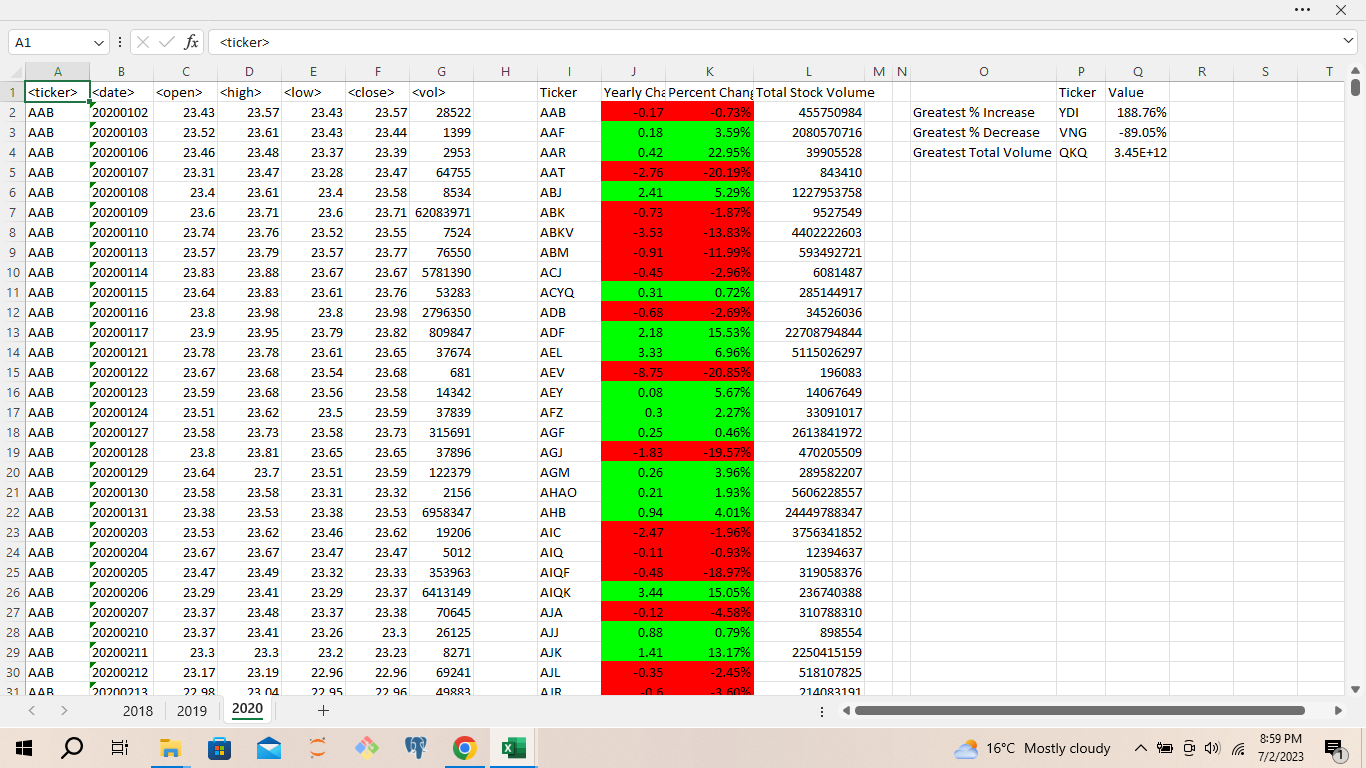 A1 fx <ticker>
A B C D E F G H I J K L M N O P Q R S T
1 <ticker> <date> <open> <high> <low> <close> <vol> Ticker Yearly Cha Percent Chang Total Stock Volume Ticker Value
2 AAB 20200102 23.43 23.57 23.43 23.57 28522 AAB -0.17 -0.73% 455750984 Greatest % Increase YDI 188.76%
3 AAB 20200103 23.52 23.61 23.43 23.44 1399 AAF 0.18 3.59% 2080570716 Greatest % Decrease VNG -89.05%
4 AAB 20200106 23.46 23.48 23.37 23.39 2953 AAR 0.42 22.95% 39905528 Greatest Total Volume QKQ 3.45E+12
5 AAB 20200107 23.31 23.47 23.28 23.47 64755 AAT -2.76 -20.19% 843410
6 AAB 20200108 23.4 23.61 23.4 23.58 8534 ABJ 2.41 5.29% 1227953758
7 AAB 20200109 23.6 23.71 23.6 23.71 62083971 ABK -0.73 -1.87% 9527549
8 AAB 20200110 23.74 23.76 23.52 23.55 7524 ABKV -3.53 -13.83% 4402222603
9 AAB 20200113 23.57 23.79 23.57 23.77 76550 ABM -0.91 -11.99% 593492721
10 AAB 20200114 23.83 23.88 23.67 23.67 5781390 ACJ -0.45 -2.96% 6081487
11 AAB 20200115 23.64 23.83 23.61 23.76 53283 ACYQ 0.31 0.72% 285144917
12 AAB 20200116 23.8 23.98 23.8 23.98 2796350 ADB -0.68 -2.69% 34526036
13 AAB 20200117 23.9 23.95 23.79 23.82 809847 ADF 2.18 15.53% 22708794844
14 AAB 20200121 23.78 23.78 23.61 23.65 37674 AEL 3.33 6.96% 5115026297
15 AAB 20200122 23.67 23.68 23.54 23.68 681 AEV -8.75 -20.85% 196083
16 AAB 20200123 23.59 23.68 23.56 23.58 14342 AEY 0.08 5.67% 14067649
17 AAB 20200124 23.51 23.62 23.5 23.59 37839 AFZ 0.3 2.27% 33091017
18 AAB 20200127 23.58 23.73 23.58 23.73 315691 AGF 0.25 0.46% 2613841972
19 AAB 20200128 23.8 23.81 23.65 23.65 37896 AGJ -1.83 -19.57% 470205509
20 AAB 20200129 23.64 23.7 23.51 23.59 122379 AGM 0.26 3.96% 289582207
21 AAB 20200130 23.58 23.58 23.31 23.32 2156 AHAO 0.21 1.93% 5606228557
22 AAB 20200131 23.38 23.53 23.38 23.53 6958347 AHB 0.94 4.01% 24449788347
23 AAB 20200203 23.53 23.62 23.46 23.62 19206 AIC -2.47 -1.96% 3756341852
24 AAB 20200204 23.67 23.67 23.47 23.47 5012 AIQ -0.11 -0.93% 12394637
25 AAB 20200205 23.47 23.49 23.32 23.33 353963 AIQF -0.48 -18.97% 319058376
26 AAB 20200206 23.29 23.41 23.29 23.37 6413149 AIQK 3.44 15.05% 236740388
27 AAB 20200207 23.37 23.48 23.37 23.38 70645 AJA -0.12 -4.58% 310788310
28 AAB 20200210 23.37 23.41 23.26 23.3 26125 AJJ 0.88 0.79% 898554
29 AAB 20200211 23.3 23.3 23.2 23.23 8271 AJK 1.41 13.17% 2250415159
30 AAB 20200212 23.17 23.19 22.96 22.96 69241 AJL -0.35 -2.45% 518107825
31 AAB 20200213 22.98 23.04 22.95 22.96 49883 AJR -0.6 -3.60% 214083191
2018 2019 2020
16°C Mostly cloudy 8:59 PM
7/2/2023 1